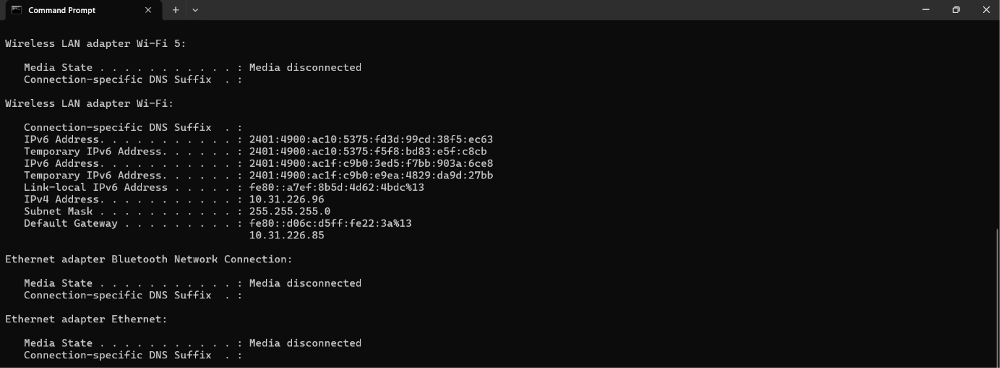 Command Prompt
Wireless LAN adapter Wi-Fi 5:
Media State . . . . . . . . . . . : Media disconnected
Connection-specific DNS Suffix  . :
Wireless LAN adapter Wi-Fi:
Connection-specific DNS Suffix  . :
IPv6 Address. . . . . . . . . . . : 2401:4900:ac10:5375:fd3d:99cd:38f5:ec63
Temporary IPv6 Address. . . . . . : 2401:4900:ac10:5375:f5f8:bd83:e5f:c8cb
IPv6 Address. . . . . . . . . . . : 2401:4900:ac1f:c9b0:3ed5:f7bb:903a:6ce8
Temporary IPv6 Address. . . . . . : 2401:4900:ac1f:c9b0:e9ea:4829:da9d:27bb
Link-local IPv6 Address . . . . . : fe80::a7ef:8b5d:4d62:4bdc%13
IPv4 Address. . . . . . . . . . . : 10.31.226.96
Subnet Mask . . . . . . . . . . . : 255.255.255.0
Default Gateway . . . . . . . . . : fe80::d06c:d5ff:fe22:3a%13
10.31.226.85
Ethernet adapter Bluetooth Network Connection:
Media State . . . . . . . . . . . : Media disconnected
Connection-specific DNS Suffix  . :
Ethernet adapter Ethernet:
Media State . . . . . . . . . . . : Media disconnected
Connection-specific DNS Suffix  . :